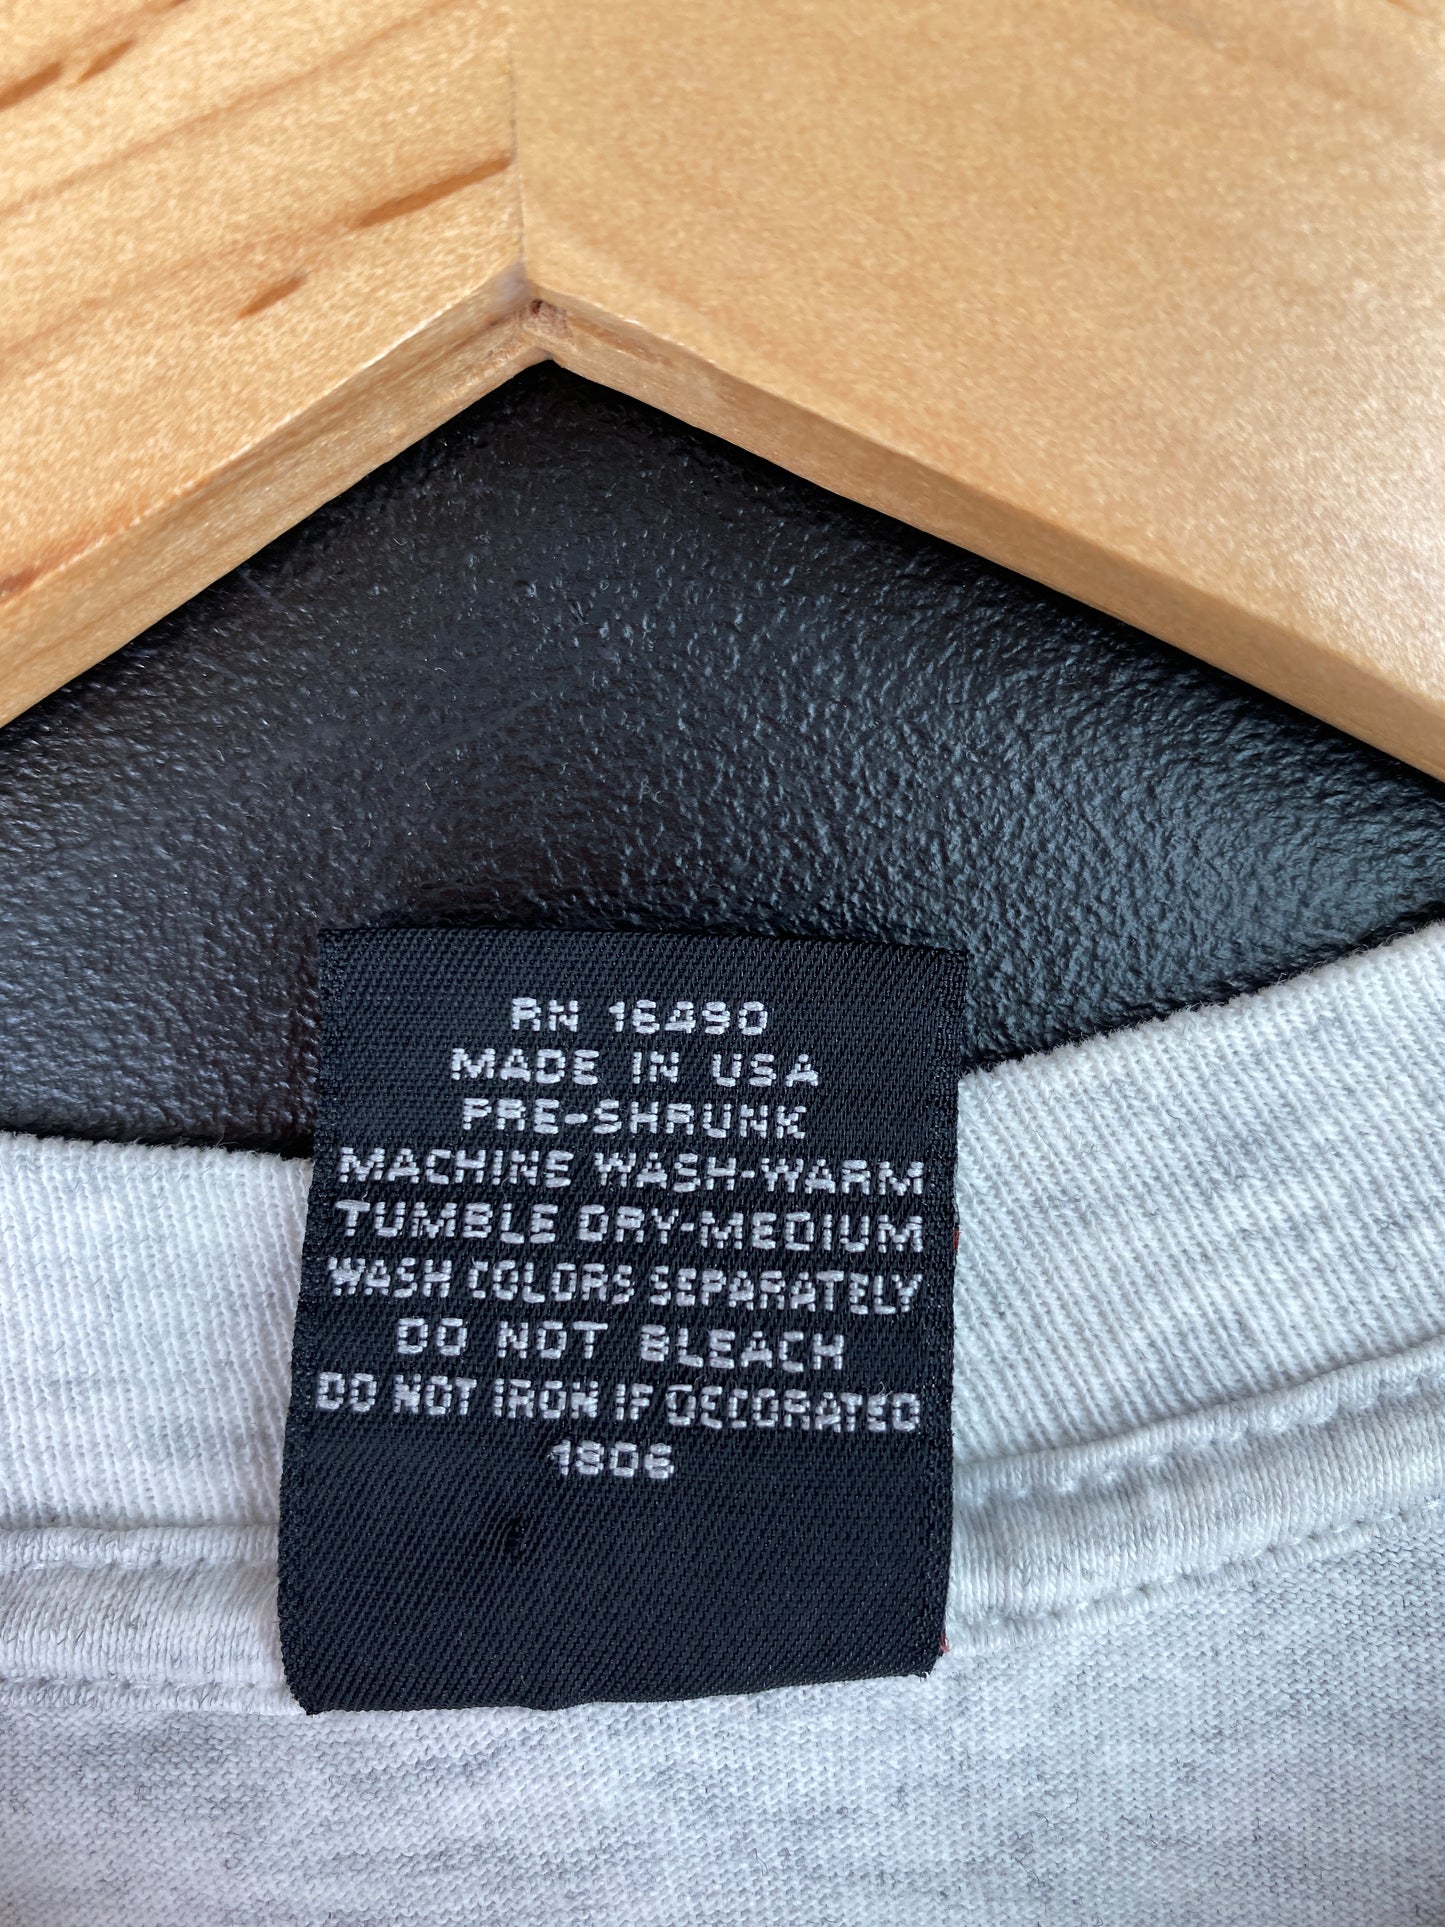 RN 16490
MADE IN USA
PRE-SHRUNK
MACHINE WASH-WARM
TUMBLE DRY-MEDIUM
WASH COLORS SEPARATELY
DO NOT BLEACH
DO NOT IRON IF DECORATED
1906